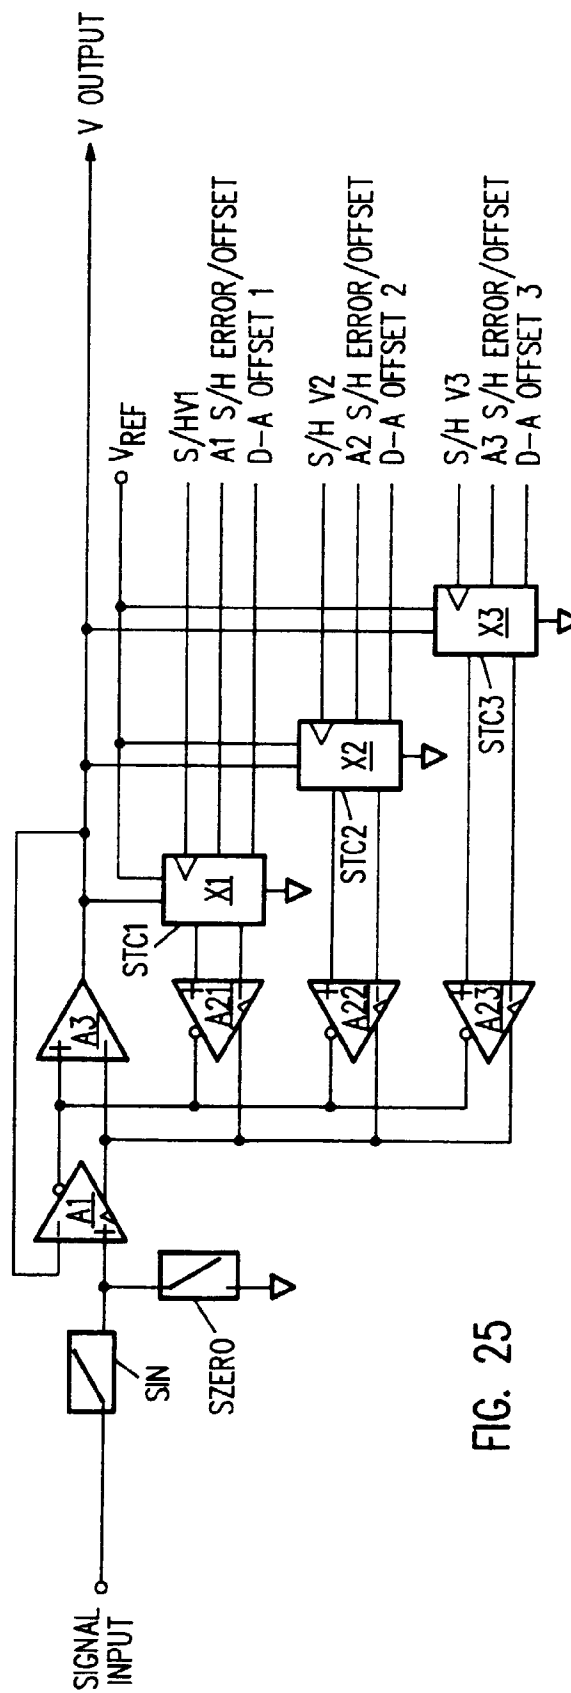 SIGNAL
INPUT
SIN
SZERO
A1
-
+
A3
+
-
V OUTPUT
VREF
STC1
X1
S/HV1
A1 S/H ERROR/OFFSET
D-A OFFSET 1
A21
+
-
STC2
X2
S/H V2
A2 S/H ERROR/OFFSET
D-A OFFSET 2
A22
+
-
STC3
X3
S/H V3
A3 S/H ERROR/OFFSET
D-A OFFSET 3
A23
+
-
FIG. 25